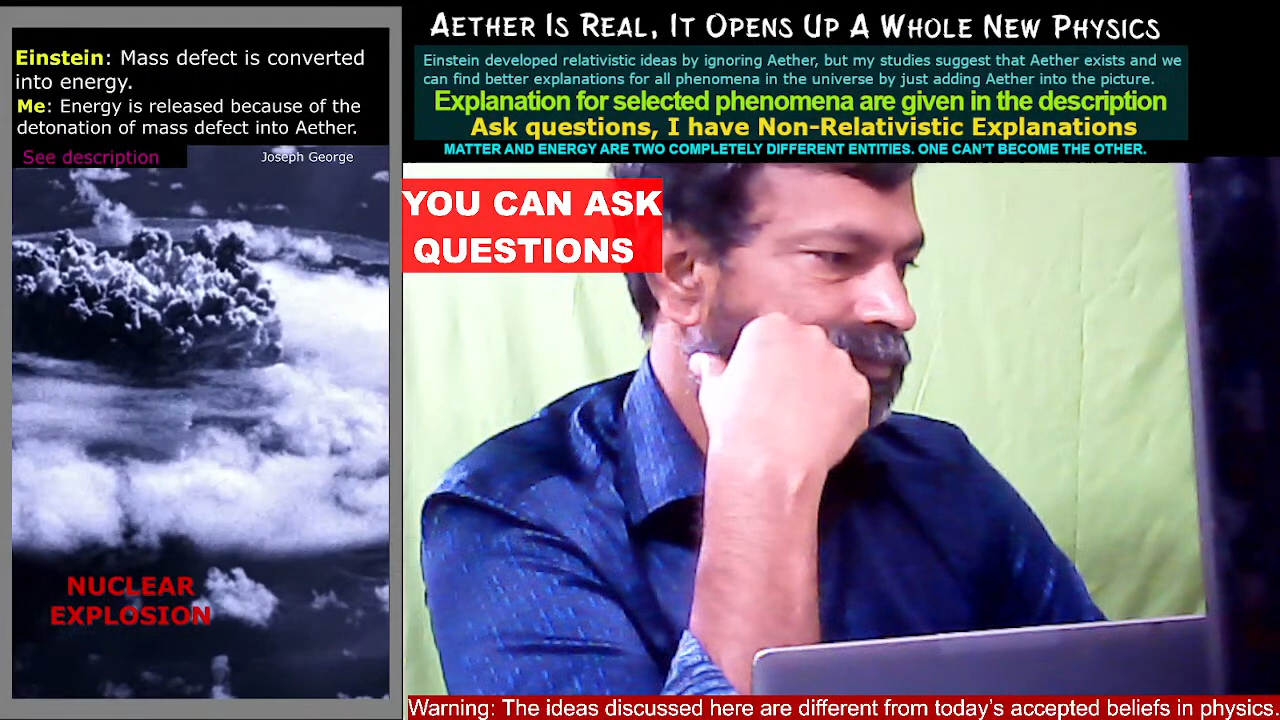 Einstein: Mass defect is converted
into energy.
Me: Energy is released because of the
detonation of mass defect into Aether.
See description
Joseph George
NUCLEAR
EXPLOSION
AETHER IS REAL, IT OPENS UP A WHOLE NEW PHYSICS
Einstein developed relativistic ideas by ignoring Aether, but my studies suggest that Aether exists and we
can find better explanations for all phenomena in the universe by just adding Aether into the picture.
Explanation for selected phenomena are given in the description
Ask questions, I have Non-Relativistic Explanations
MATTER AND ENERGY ARE TWO COMPLETELY DIFFERENT ENTITIES. ONE CAN'T BECOME THE OTHER.
YOU CAN ASK
QUESTIONS
Warning: The ideas discussed here are different from today's accepted beliefs in physics.